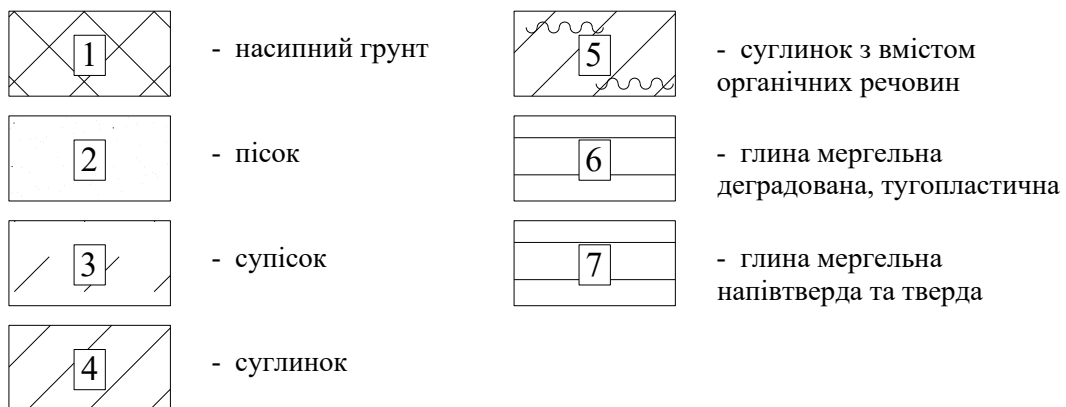 1 - насипний грунт
2 - пісок
3 - супісок
4 - суглинок
5 - суглинок з вмістом
органічних речовин
6 - глина мергельна
деградована, тугопластична
7 - глина мергельна
напівтверда та тверда